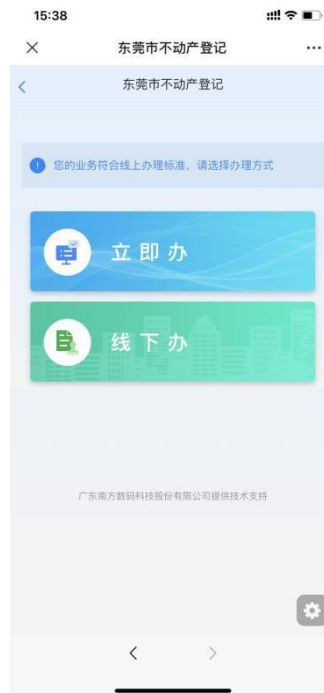 15:38
东莞市不动产登记
东莞市不动产登记
您的业务符合线上办理标准，请选择办理方式
立即办
线下办
广东南方数码科技股份有限公司提供技术支持